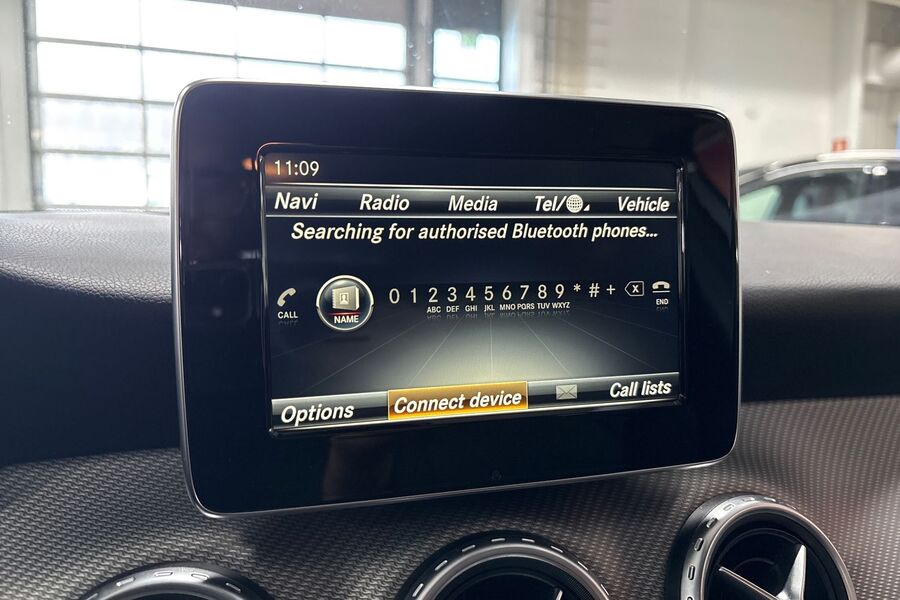 11:09
Navi Radio Media Tel/ Vehicle
Searching for authorised Bluetooth phones...
CALL NAME 0 1 2 3 4 5 6 7 8 9 * # + X END
ABC DEF GHI JKL MNO PQRS TUV WXYZ
Options Connect device Call lists